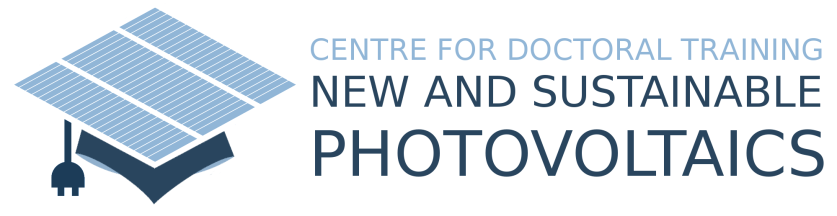 CENTRE FOR DOCTORAL TRAINING
NEW AND SUSTAINABLE
PHOTOVOLTAICS